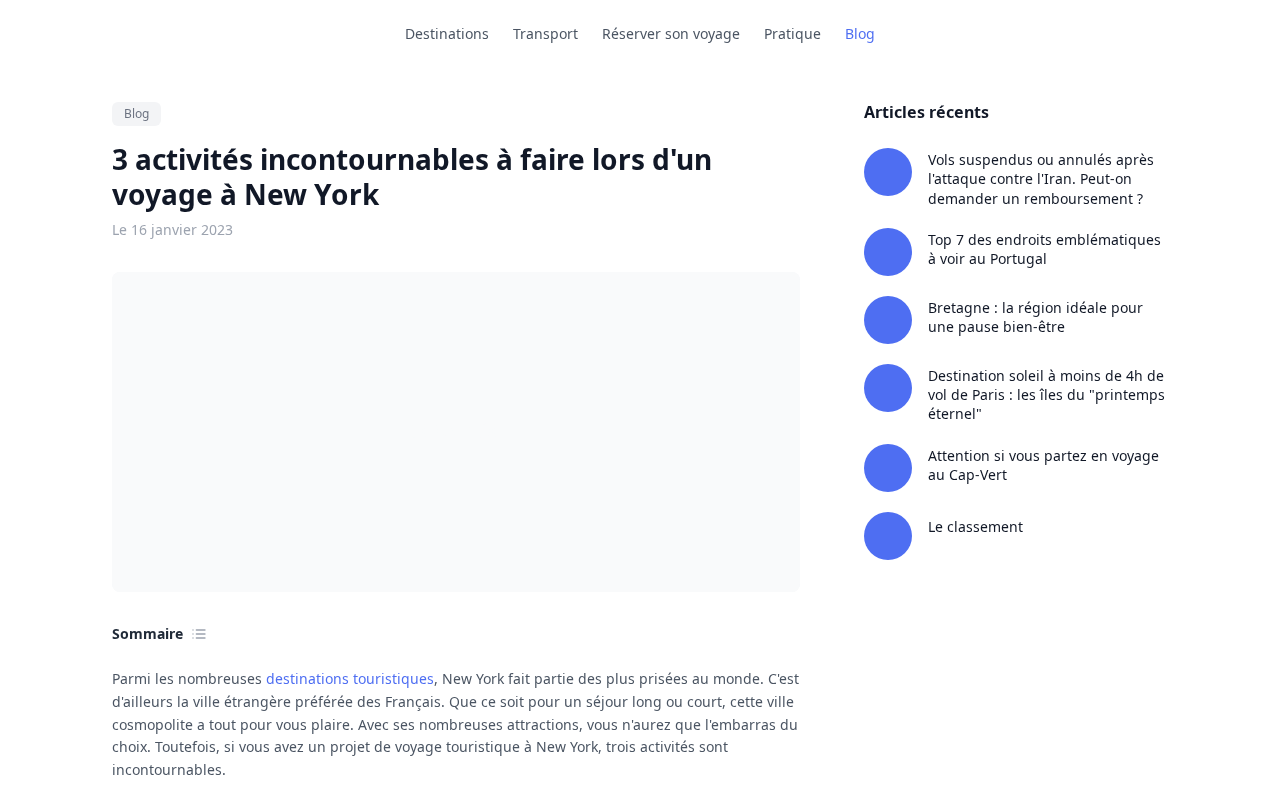 Destinations Transport Réserver son voyage Pratique Blog
Blog
3 activités incontournables à faire lors d'un
voyage à New York
Le 16 janvier 2023
Sommaire
Parmi les nombreuses destinations touristiques, New York fait partie des plus prisées au monde. C'est
d'ailleurs la ville étrangère préférée des Français. Que ce soit pour un séjour long ou court, cette ville
cosmopolite a tout pour vous plaire. Avec ses nombreuses attractions, vous n'aurez que l'embarras du
choix. Toutefois, si vous avez un projet de voyage touristique à New York, trois activités sont
incontournables.
Articles récents
Vols suspendus ou annulés après
l'attaque contre l'Iran. Peut-on
demander un remboursement ?
Top 7 des endroits emblématiques
à voir au Portugal
Bretagne : la région idéale pour
une pause bien-être
Destination soleil à moins de 4h de
vol de Paris : les îles du "printemps
éternel"
Attention si vous partez en voyage
au Cap-Vert
Le classement